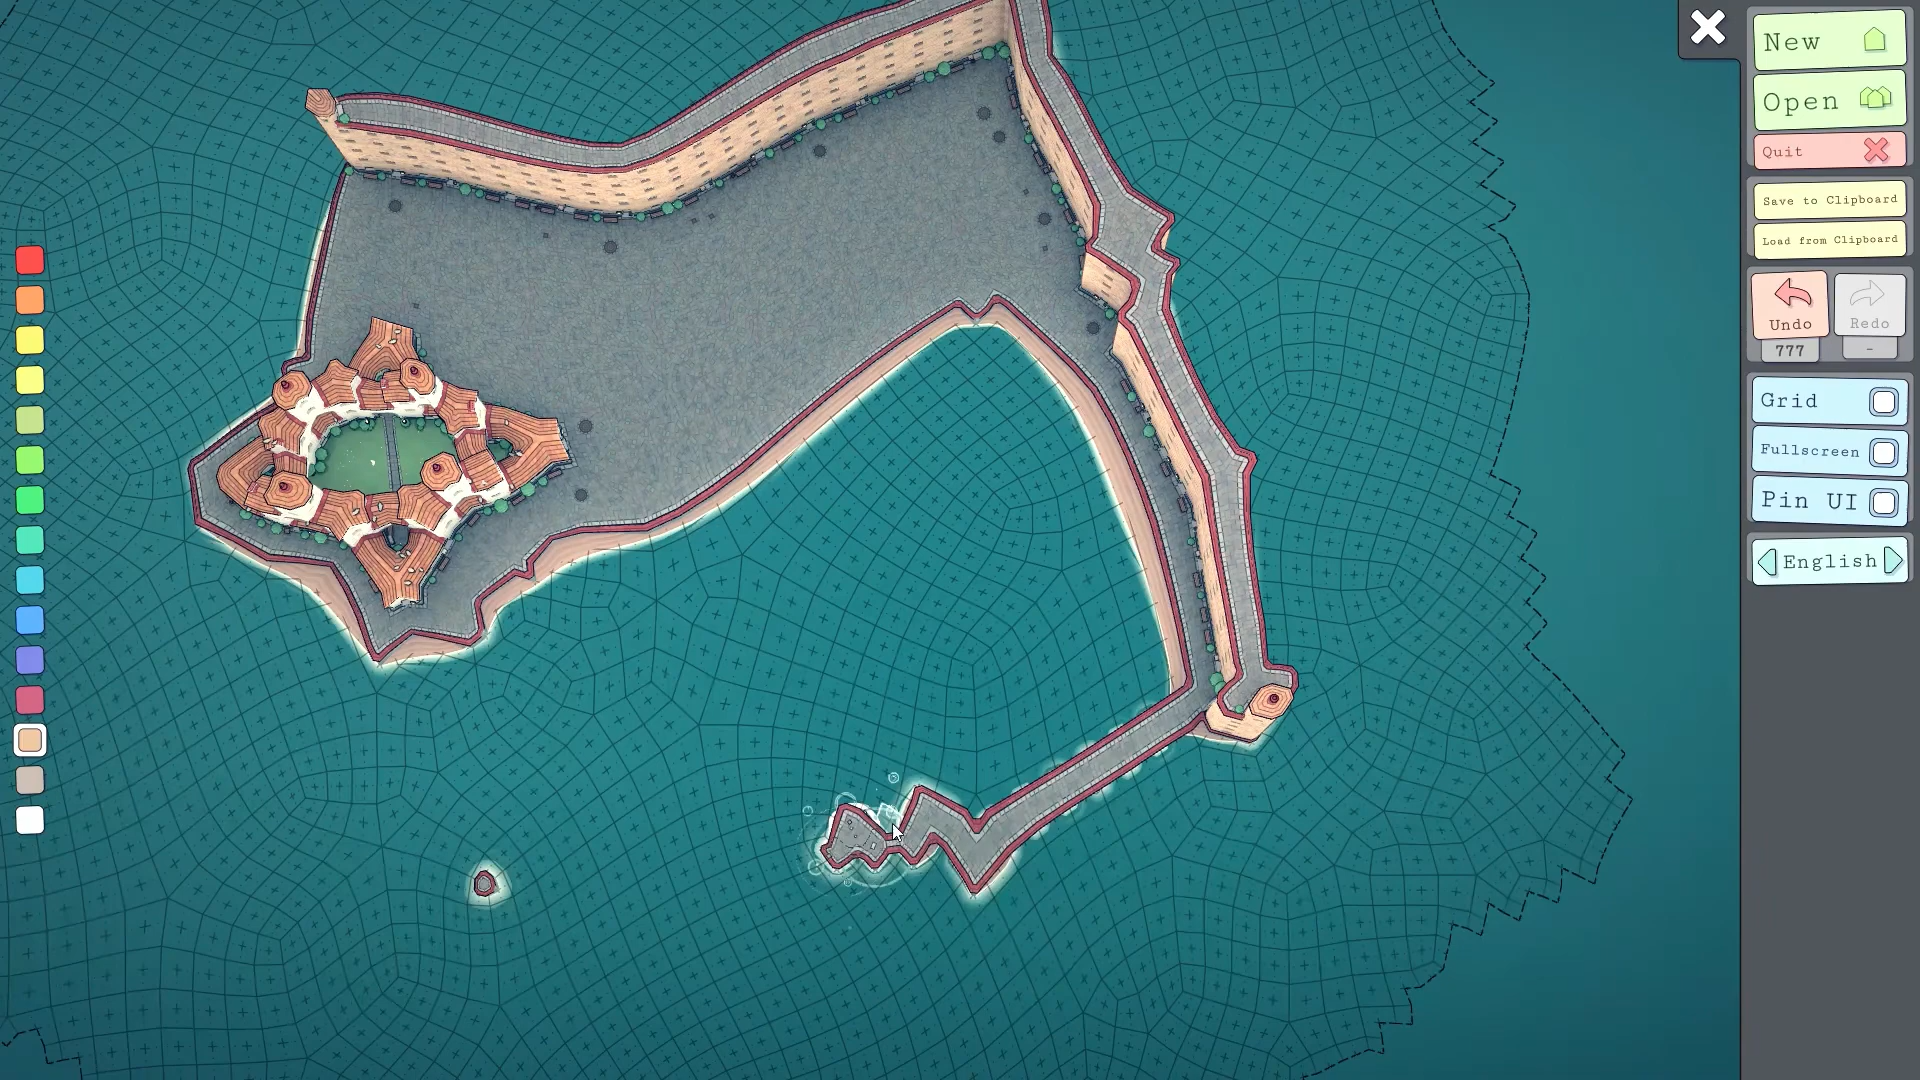 New
Open
Quit
Save to Clipboard
Load from Clipboard
Undo
Redo
777
-
Grid
Fullscreen
Pin UI
English